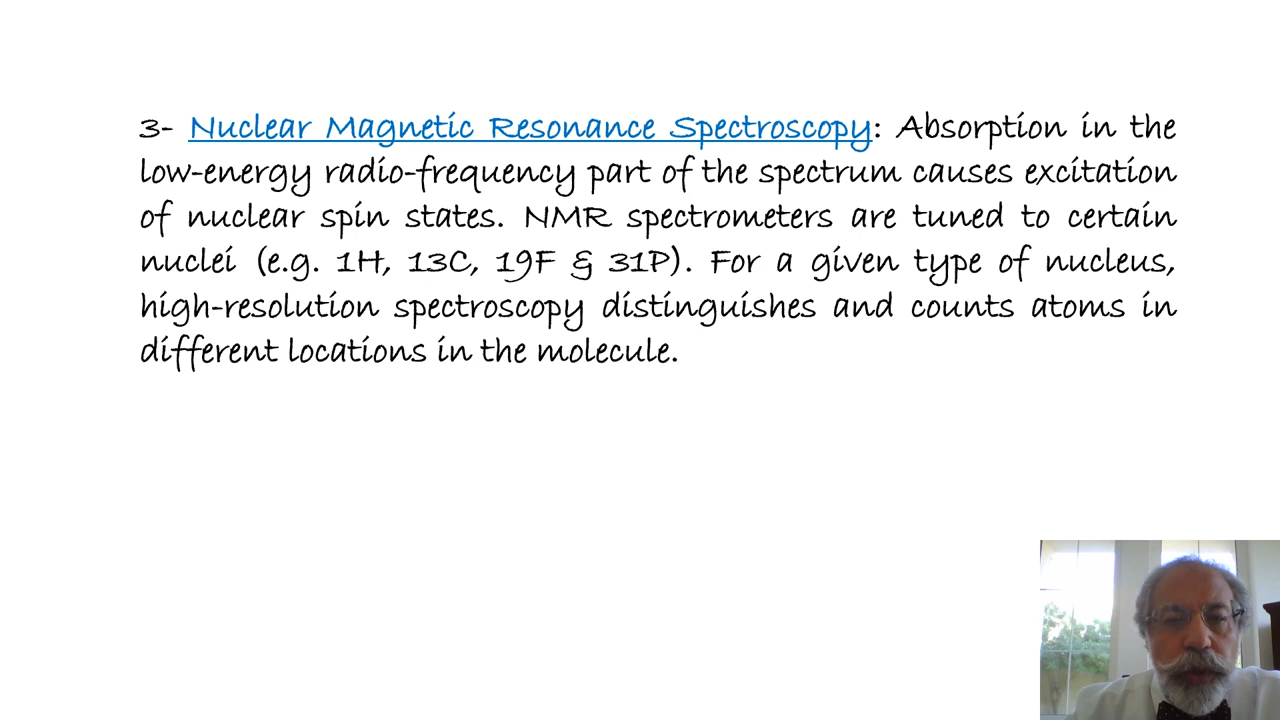 3- Nuclear Magnetic Resonance Spectroscopy: Absorption in the
low-energy radio-frequency part of the spectrum causes excitation
of nuclear spin states. NMR spectrometers are tuned to certain
nuclei (e.g. 1H, 13C, 19F & 31P). For a given type of nucleus,
high-resolution spectroscopy distinguishes and counts atoms in
different locations in the molecule.